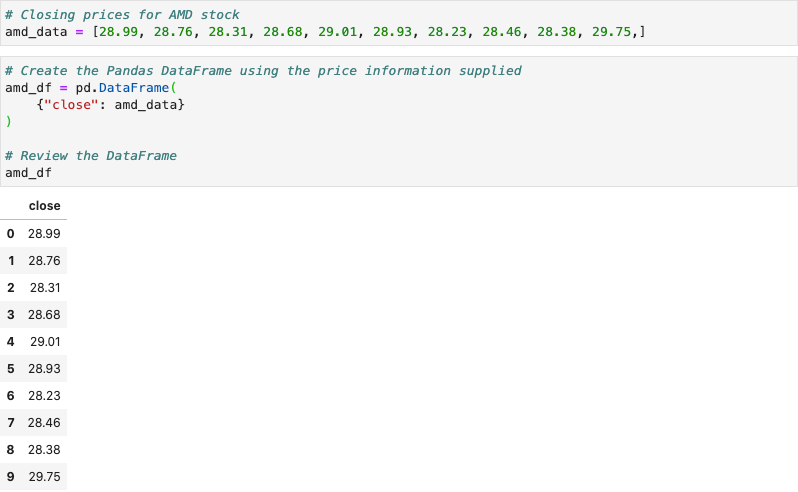 # Closing prices for AMD stock
amd_data = [28.99, 28.76, 28.31, 28.68, 29.01, 28.93, 28.23, 28.46, 28.38, 29.75,]
# Create the Pandas DataFrame using the price information supplied
amd_df = pd.DataFrame(
    {"close": amd_data}
)
# Review the DataFrame
amd_df
close
0 28.99
1 28.76
2 28.31
3 28.68
4 29.01
5 28.93
6 28.23
7 28.46
8 28.38
9 29.75